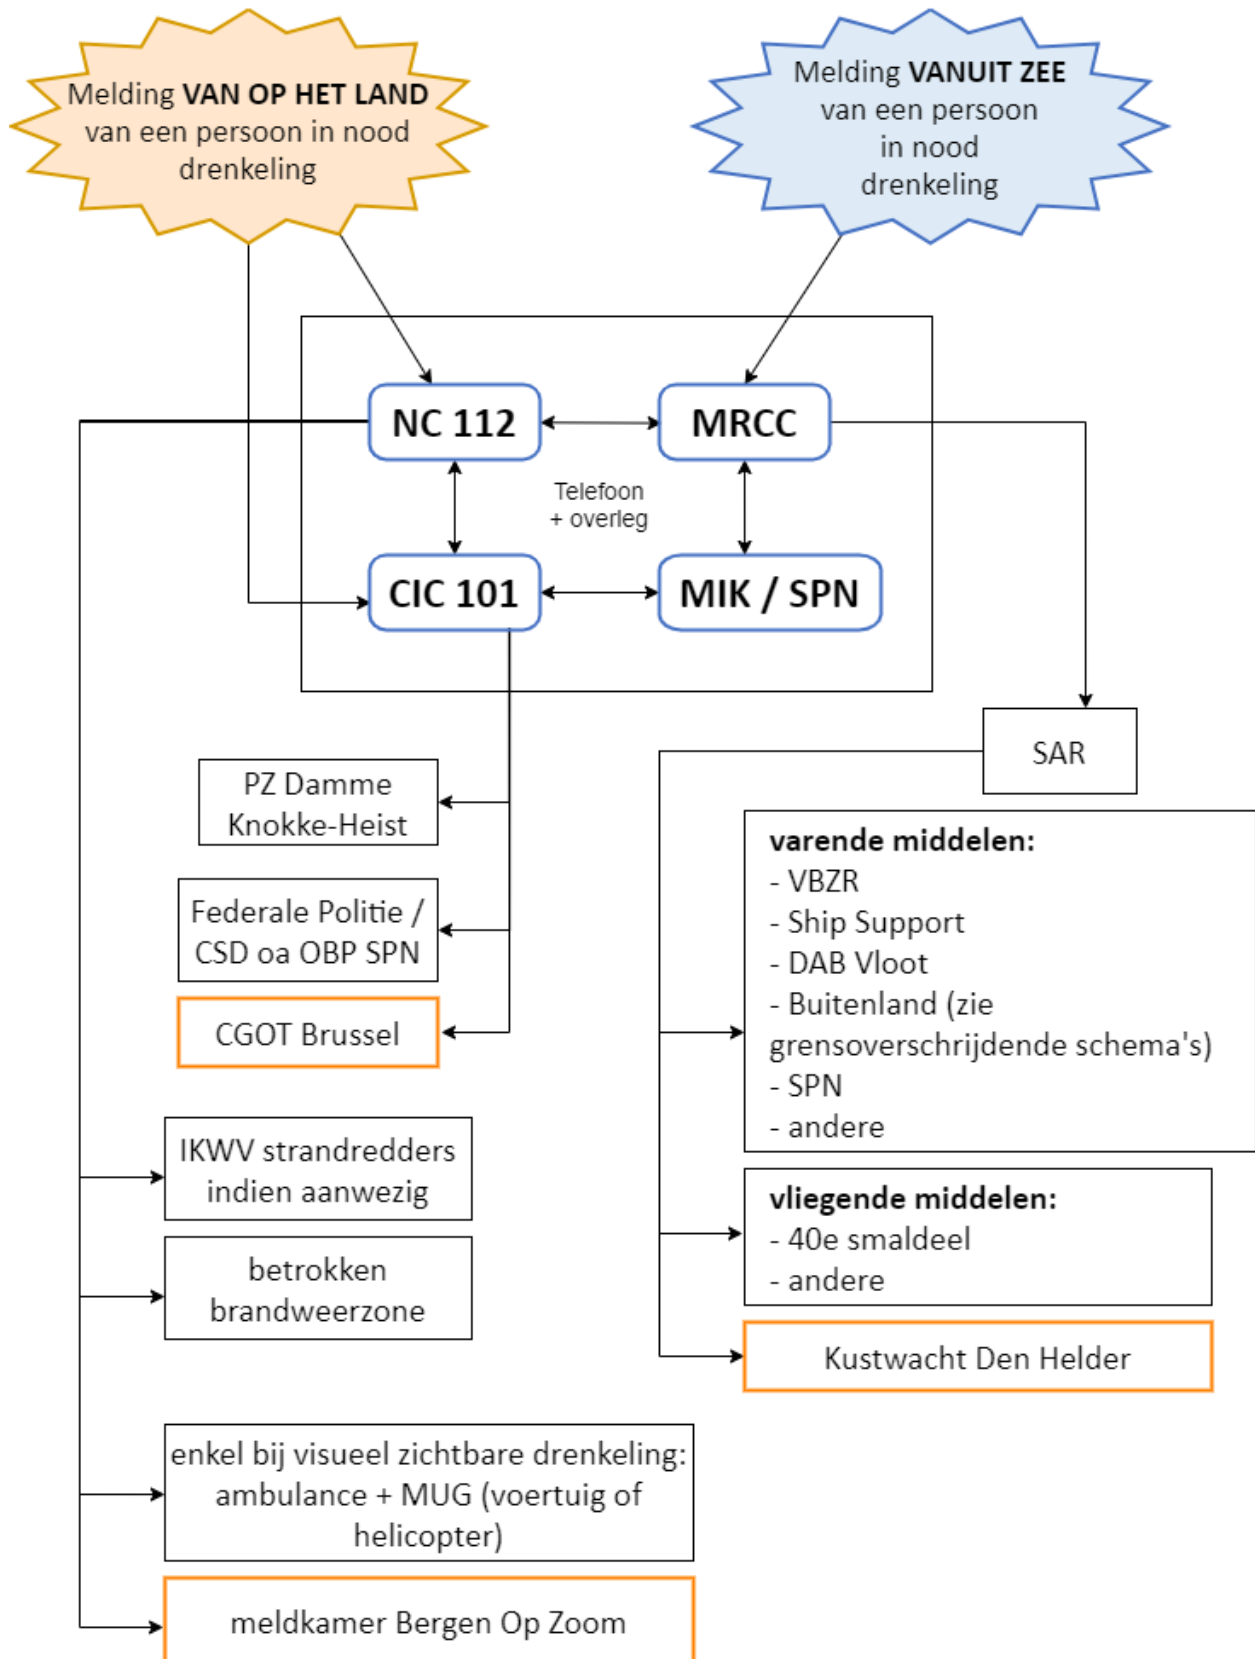 Melding VAN OP HET LAND
van een persoon in nood
drenkeling
Melding VANUIT ZEE
van een persoon
in nood
drenkeling
NC 112
MRCC
Telefoon
+ overleg
CIC 101
MIK / SPN
SAR
PZ Damme
Knokke-Heist
Federale Politie /
CSD oa OBP SPN
CGOT Brussel
IKWV strandredders
indien aanwezig
betrokken
brandweerzone
enkel bij visueel zichtbare drenkeling:
ambulance + MUG (voertuig of
helicopter)
meldkamer Bergen Op Zoom
varende middelen:
- VBZR
- Ship Support
- DAB Vloot
- Buitenland (zie
grensoverschrijdende schema's)
- SPN
- andere
vliegende middelen:
- 40e smaldeel
- andere
Kustwacht Den Helder